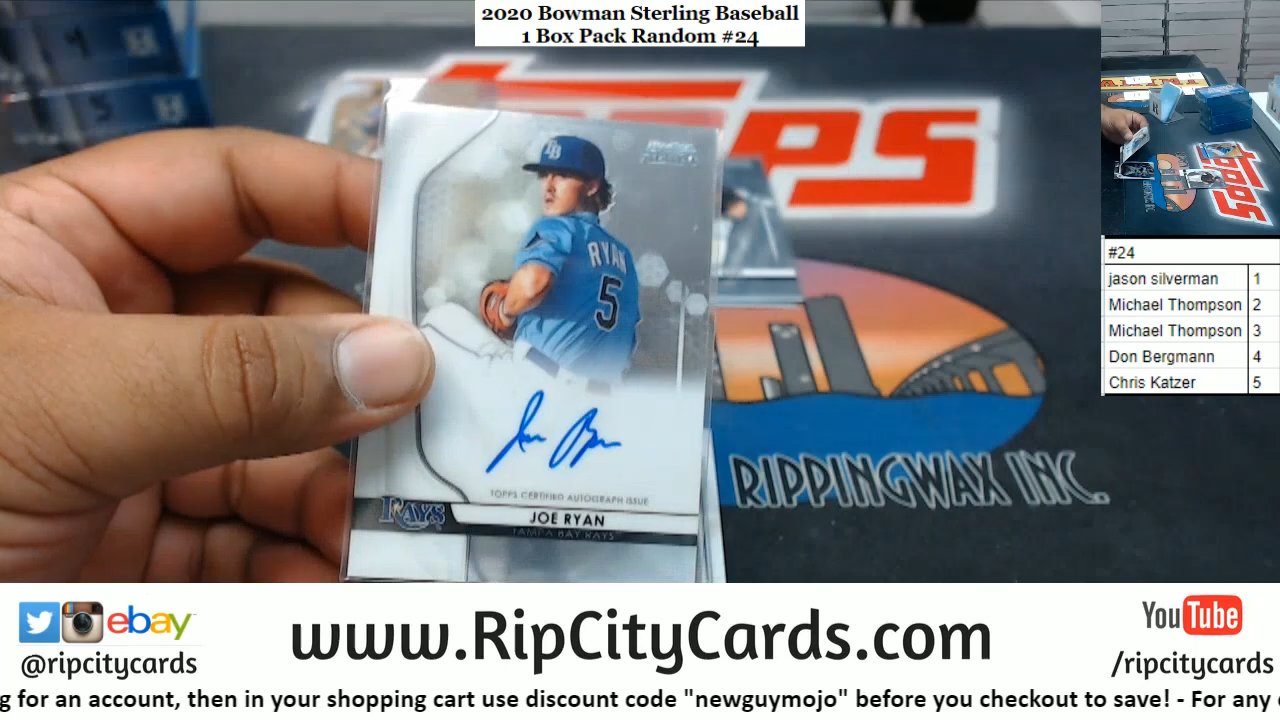 2020 Bowman Sterling Baseball
1 Box Pack Random #24
TOPPS
TB
RYAN
5
TOPPS CERTIFIED AUTOGRAPH ISSUE
RAYS
JOE RYAN
TAMPA BAY RAYS
RIPPINGWAX INC.
TOPPS
#24
jason silverman 1
Michael Thompson 2
Michael Thompson 3
Don Bergmann 4
Chris Katzer 5
ebay
@ripcitycards
www.RipCityCards.com
YouTube
/ripcitycards
g for an account, then in your shopping cart use discount code "newguymojo" before you checkout to save! - For any